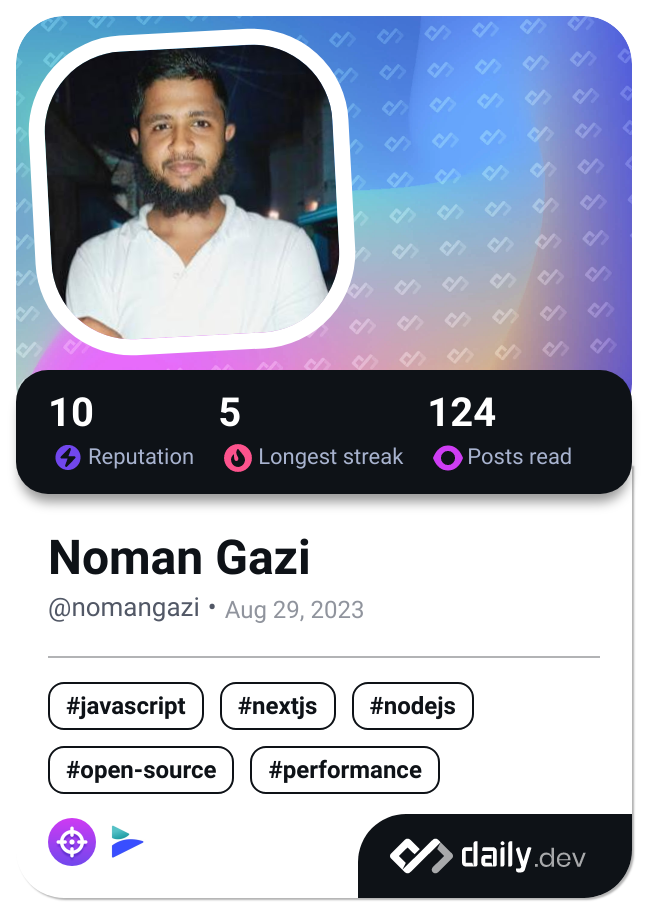 10 5 124
Reputation Longest streak Posts read
Noman Gazi
@nomangazi • Aug 29, 2023
#javascript #nextjs #nodejs
#open-source #performance
daily.dev